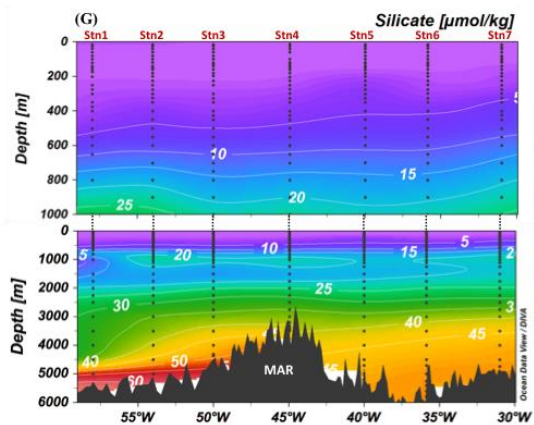 (G)
Silicate [µmol/kg]
Stn1 Stn2 Stn3 Stn4 Stn5 Stn6 Stn7
Depth [m]
0
200
400
600
800
1000
5
10
15
20
25
Depth [m]
0
1000
2000
3000
4000
5000
6000
5 20 10 15 5 2
25
30 3
40 45
40 50
60
MAR
55°W 50°W 45°W 40°W 35°W 30°W
Ocean Data View / DIVA